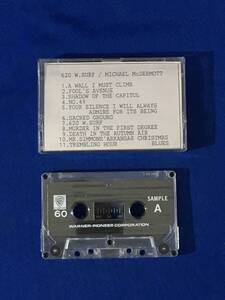 620 W.SURF / MICHAEL McDERMOTT
1.A WALL I MUST CLIMB
2.FOOL'S AVENUE
3.SHADOW OF THE CAPITOL
4.NO.49
5.YOUR SILENCE I WILL ALWAYS
ADMIRE FOR ITS BEING
6.SACRED GROUND
7.620 W.SURF
8.MURDER IN THE FIRST DEGREE
9.DEATH IN THE AUTUMN AIR
10.MR.SIMMONS'ARKANSAS CHRISTMAS
11.TREMBLING HOUR BLUES
SAMPLE
60 A
WARNER-PIONEER CORPORATION